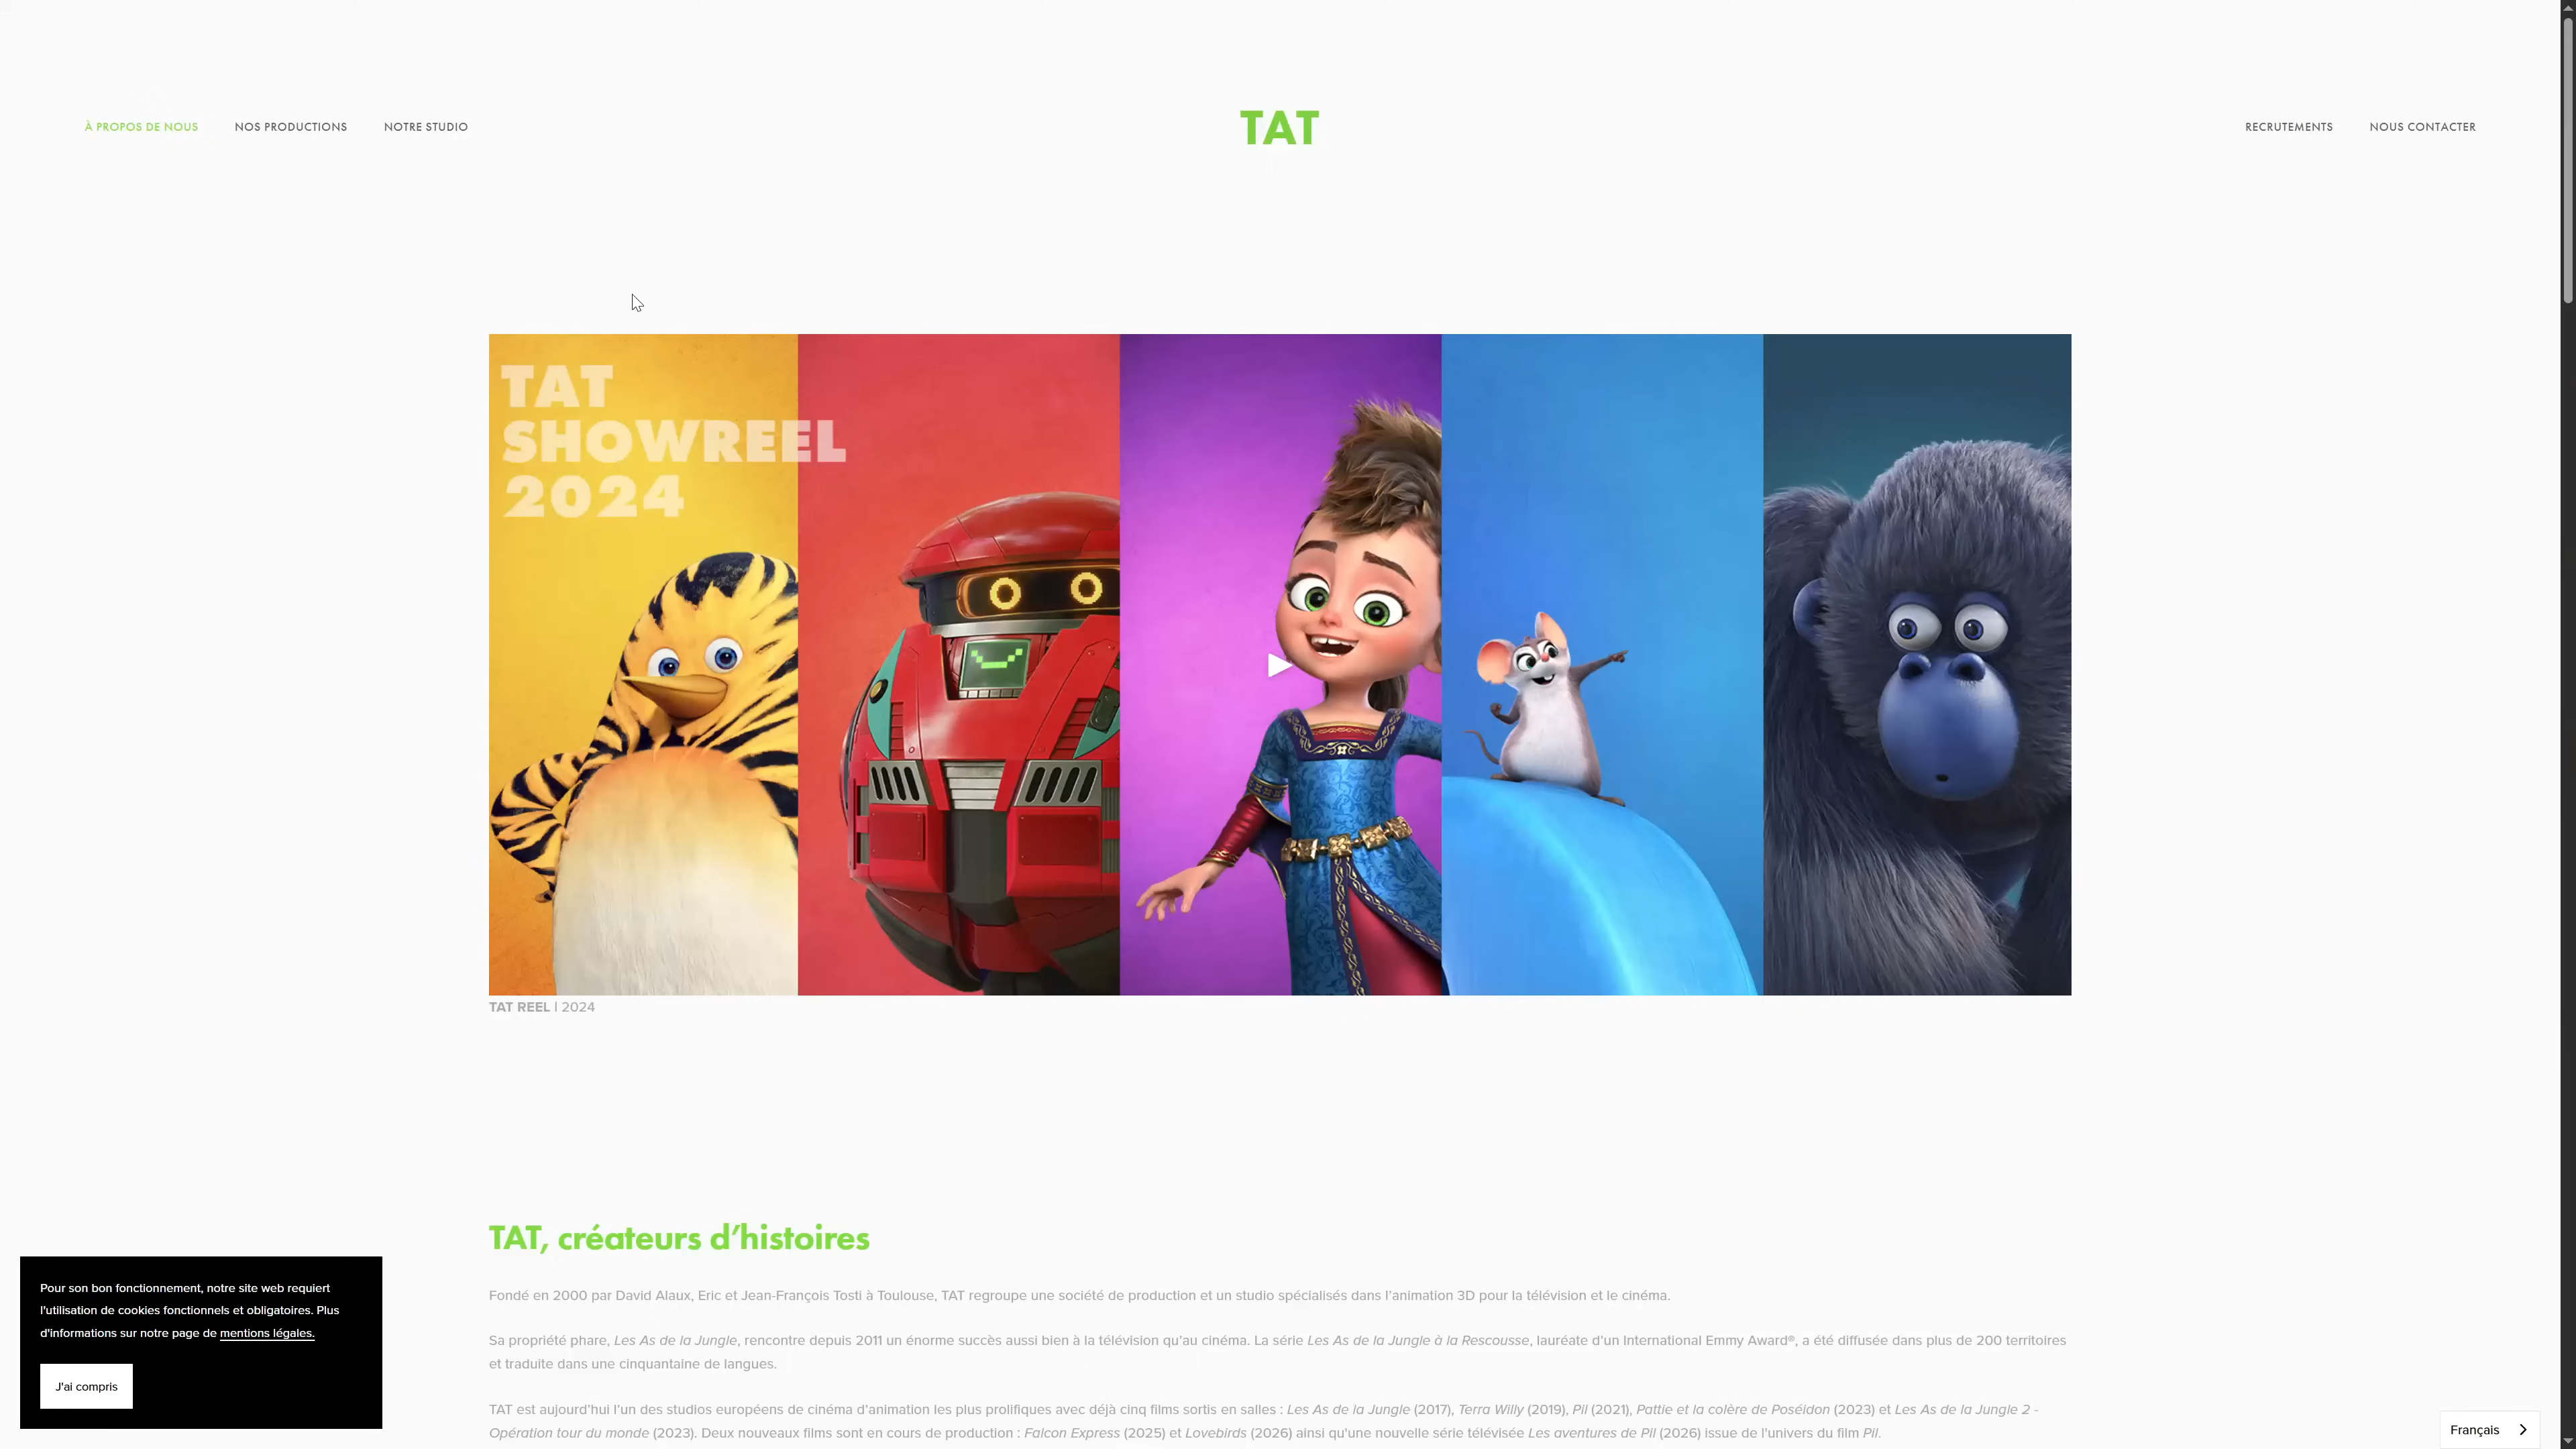 À PROPOS DE NOUS
NOS PRODUCTIONS
NOTRE STUDIO
TAT
RECRUTEMENTS
NOUS CONTACTER
TAT
SHOWREEL
2024
TAT REEL | 2024
TAT, créateurs d’histoires
Fondé en 2000 par David Alaux, Eric et Jean-François Tosti à Toulouse, TAT regroupe une société de production et un studio spécialisés dans l’animation 3D pour la télévision et le cinéma.
Sa propriété phare, Les As de la Jungle, rencontre depuis 2011 un énorme succès aussi bien à la télévision qu’au cinéma. La série Les As de la Jungle à la Rescousse, lauréate d’un International Emmy Award®, a été diffusée dans plus de 200 territoires
et traduite dans une cinquantaine de langues.
TAT est aujourd’hui l’un des studios européens de cinéma d’animation les plus prolifiques avec déjà cinq films sortis en salles : Les As de la Jungle (2017), Terra Willy (2019), Pil (2021), Pattie et la colère de Poséidon (2023) et Les As de la Jungle 2 -
Opération tour du monde (2023). Deux nouveaux films sont en cours de production : Falcon Express (2025) et Lovebirds (2026) ainsi qu'une nouvelle série télévisée Les aventures de Pil (2026) issue de l'univers du film Pil.
Pour son bon fonctionnement, notre site web requiert
l'utilisation de cookies fonctionnels et obligatoires. Plus
d'informations sur notre page de mentions légales.
J'ai compris
Français